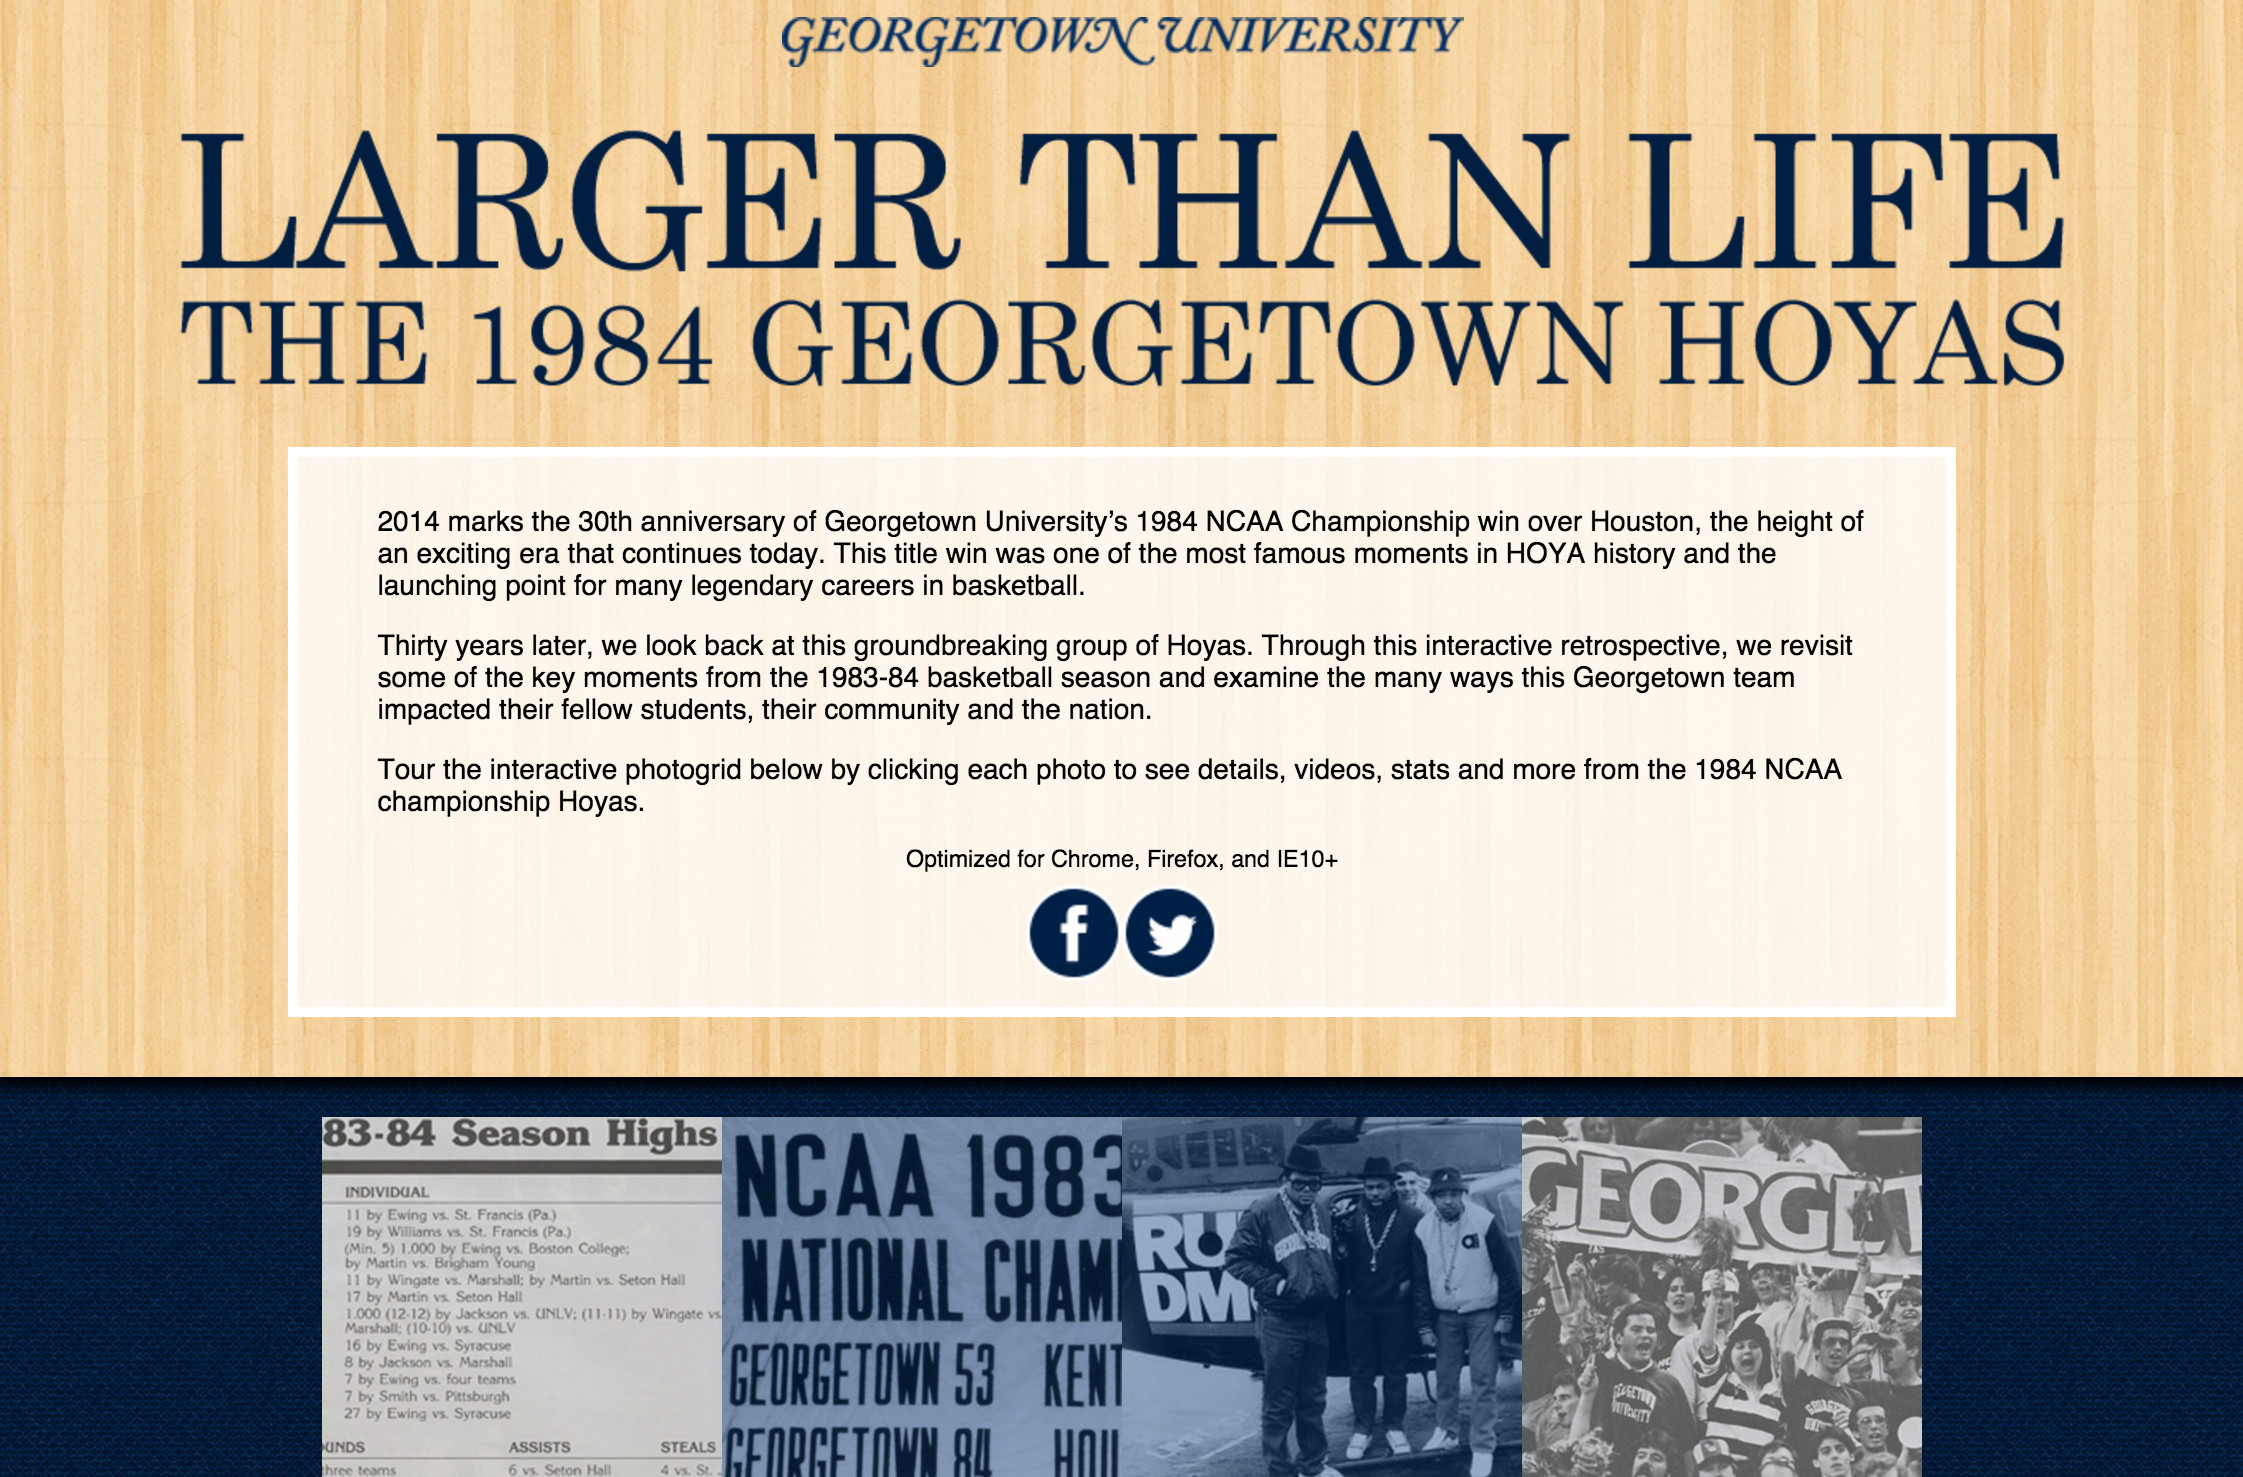 GEORGETOWN UNIVERSITY
LARGER THAN LIFE
THE 1984 GEORGETOWN HOYAS
2014 marks the 30th anniversary of Georgetown University’s 1984 NCAA Championship win over Houston, the height of
an exciting era that continues today. This title win was one of the most famous moments in HOYA history and the
launching point for many legendary careers in basketball.
Thirty years later, we look back at this groundbreaking group of Hoyas. Through this interactive retrospective, we revisit
some of the key moments from the 1983-84 basketball season and examine the many ways this Georgetown team
impacted their fellow students, their community and the nation.
Tour the interactive photogrid below by clicking each photo to see details, videos, stats and more from the 1984 NCAA
championship Hoyas.
Optimized for Chrome, Firefox, and IE10+
83-84 Season Highs
INDIVIDUAL
11 by Ewing vs. St. Francis (Pa.)
19 by Williams vs. St. Francis (Pa.)
(Min. 5) 1.000 by Ewing vs. Boston College;
by Martin vs. Brigham Young
11 by Wingate vs. Marshall; by Martin vs. Seton Hall
17 by Martin vs. Seton Hall
1.000 (12-12) by Jackson vs. UNLV; (11-11) by Wingate vs.
Marshall; (10-10) vs. UNLV
16 by Ewing vs. Syracuse
8 by Jackson vs. Marshall
7 by Ewing vs. four teams
7 by Smith vs. Pittsburgh
27 by Ewing vs. Syracuse
UNDS ASSISTS STEALS
three teams 6 vs. Seton Hall 4 vs. St.
NCAA 1983
NATIONAL CHAM
GEORGETOWN 53 KENT
GEORGETOWN 84 HOU
RU
DM
GEORGET
GEORGETOWN
UNIVERSITY